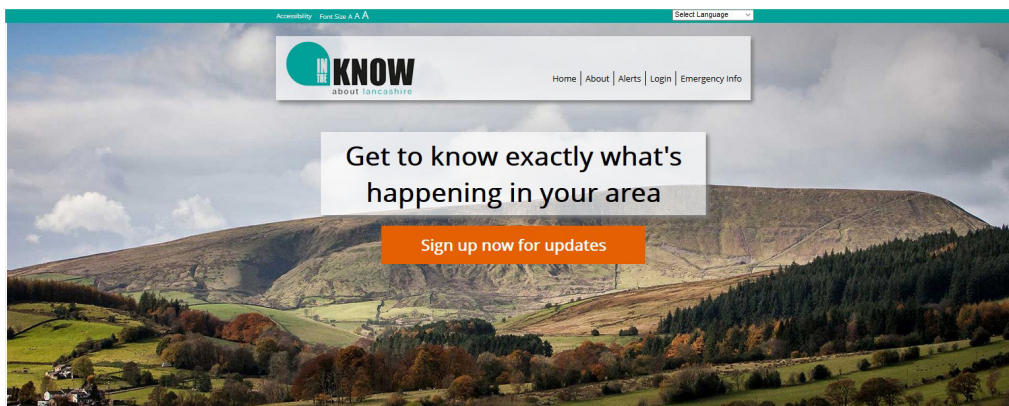 Accessibility Font Size A A A
Select Language
IN THE KNOW
about lancashire
Home About Alerts Login Emergency Info
Get to know exactly what's
happening in your area
Sign up now for updates